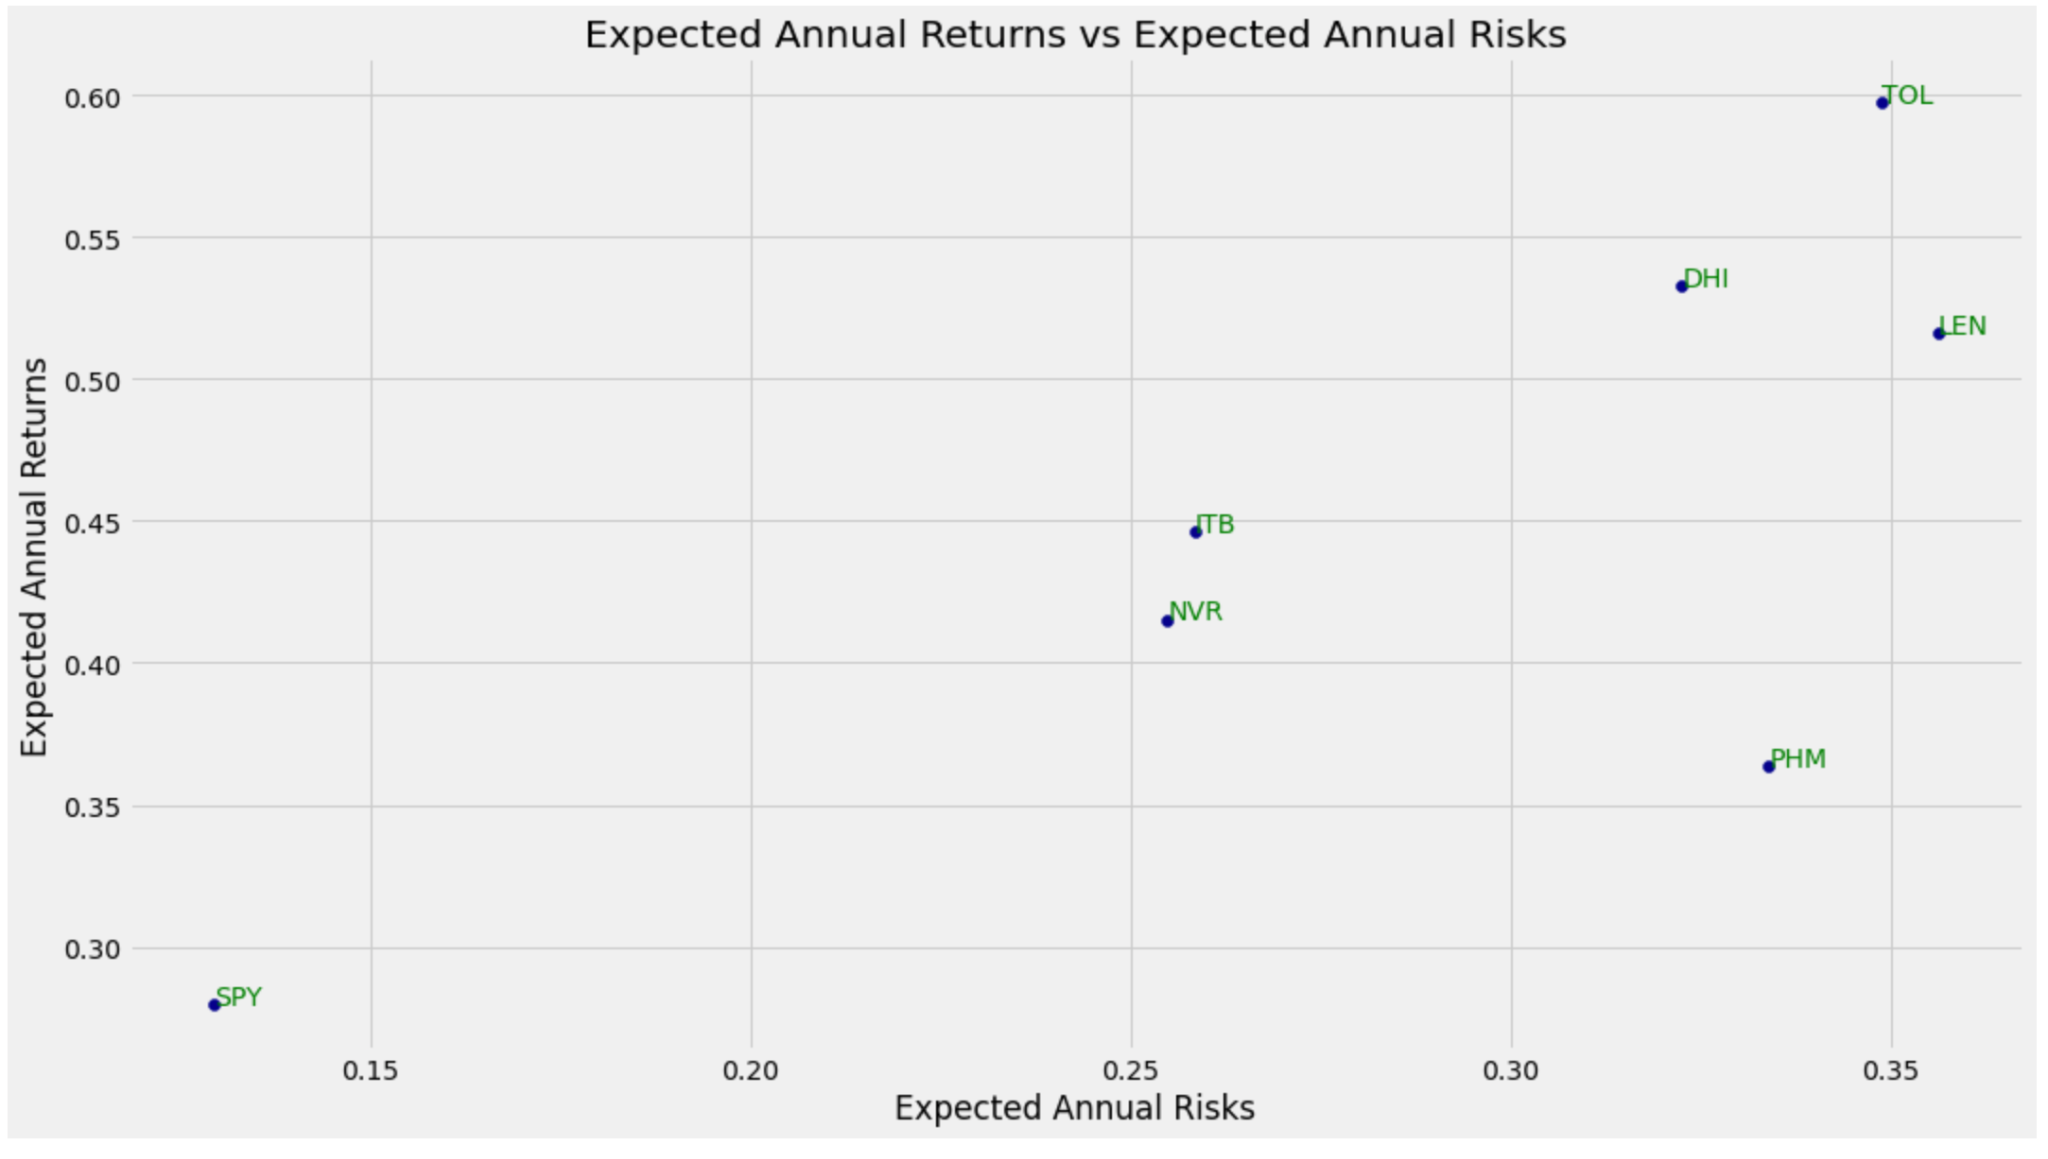 Expected Annual Returns vs Expected Annual Risks
0.60
TOL
0.55
DHI
LEN
0.50
0.45
ITB
NVR
0.40
PHM
0.35
0.30
SPY
Expected Annual Returns
0.15
0.20
0.25
0.30
0.35
Expected Annual Risks